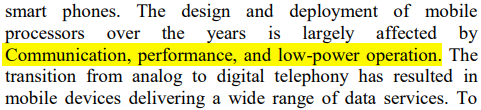 smart phones. The design and deployment of mobile
processors over the years is largely affected by
Communication, performance, and low-power operation. The
transition from analog to digital telephony has resulted in
mobile devices delivering a wide range of data services. To